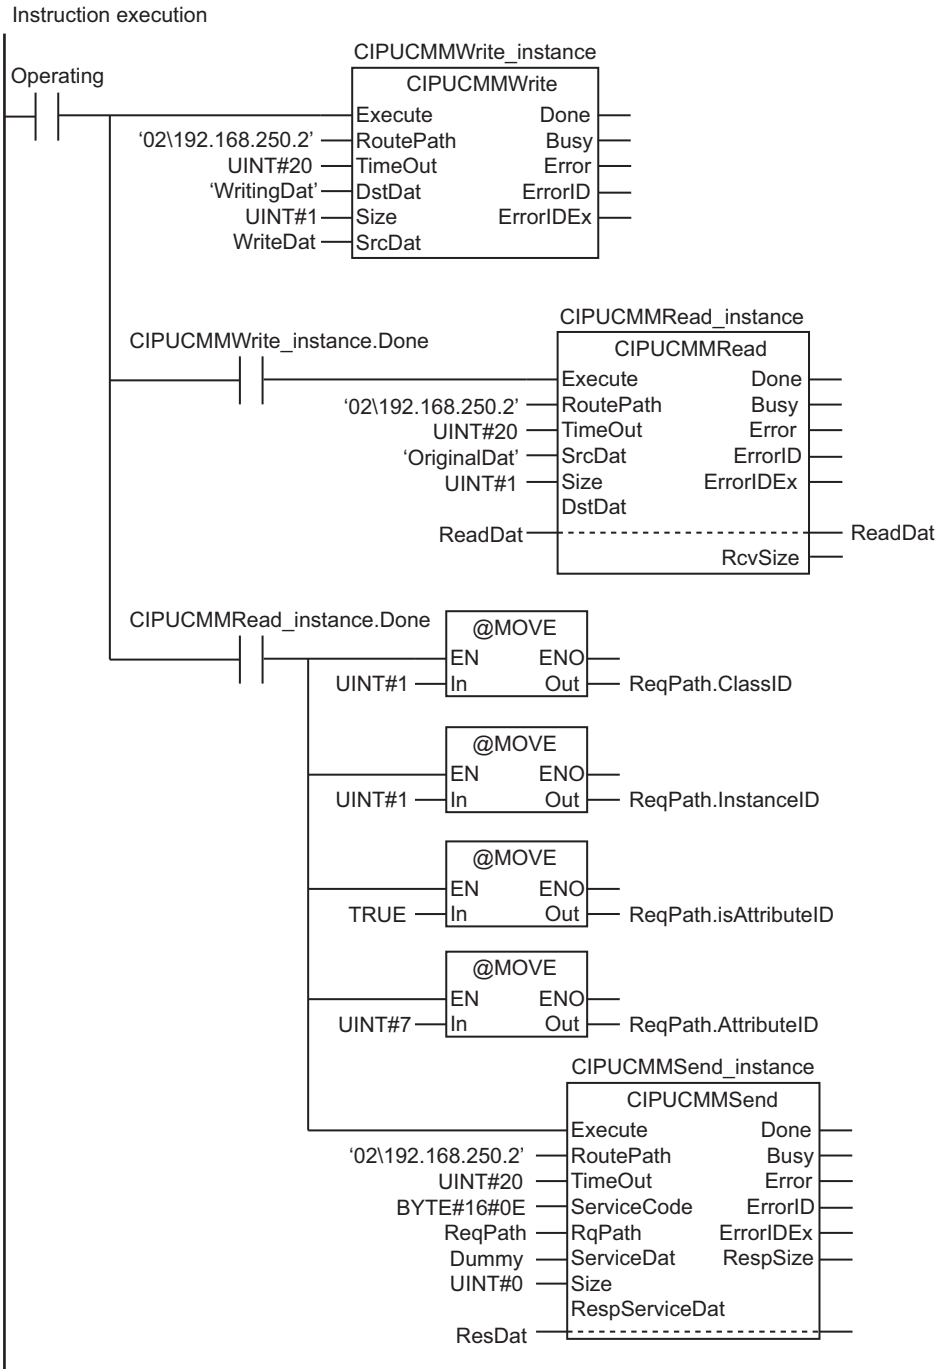 Instruction execution
Operating
CIPUCMMWrite_instance
CIPUCMMWrite
Execute Done
‘02\192.168.250.2’ RoutePath Busy
UINT#20 TimeOut Error
‘WritingDat’ DstDat ErrorID
UINT#1 Size ErrorIDEx
WriteDat SrcDat
CIPUCMMWrite_instance.Done
CIPUCMMRead_instance
CIPUCMMRead
Execute Done
‘02\192.168.250.2’ RoutePath Busy
UINT#20 TimeOut Error
‘OriginalDat’ SrcDat ErrorID
UINT#1 Size ErrorIDEx
DstDat
ReadDat ReadDat
RcvSize
CIPUCMMRead_instance.Done
@MOVE
EN ENO
UINT#1 In Out ReqPath.ClassID
@MOVE
EN ENO
UINT#1 In Out ReqPath.InstanceID
@MOVE
EN ENO
TRUE In Out ReqPath.isAttributeID
@MOVE
EN ENO
UINT#7 In Out ReqPath.AttributeID
CIPUCMMSend_instance
CIPUCMMSend
Execute Done
‘02\192.168.250.2’ RoutePath Busy
UINT#20 TimeOut Error
BYTE#16#0E ServiceCode ErrorID
ReqPath RqPath ErrorIDEx
Dummy ServiceDat RespSize
UINT#0 Size
RespServiceDat
ResDat